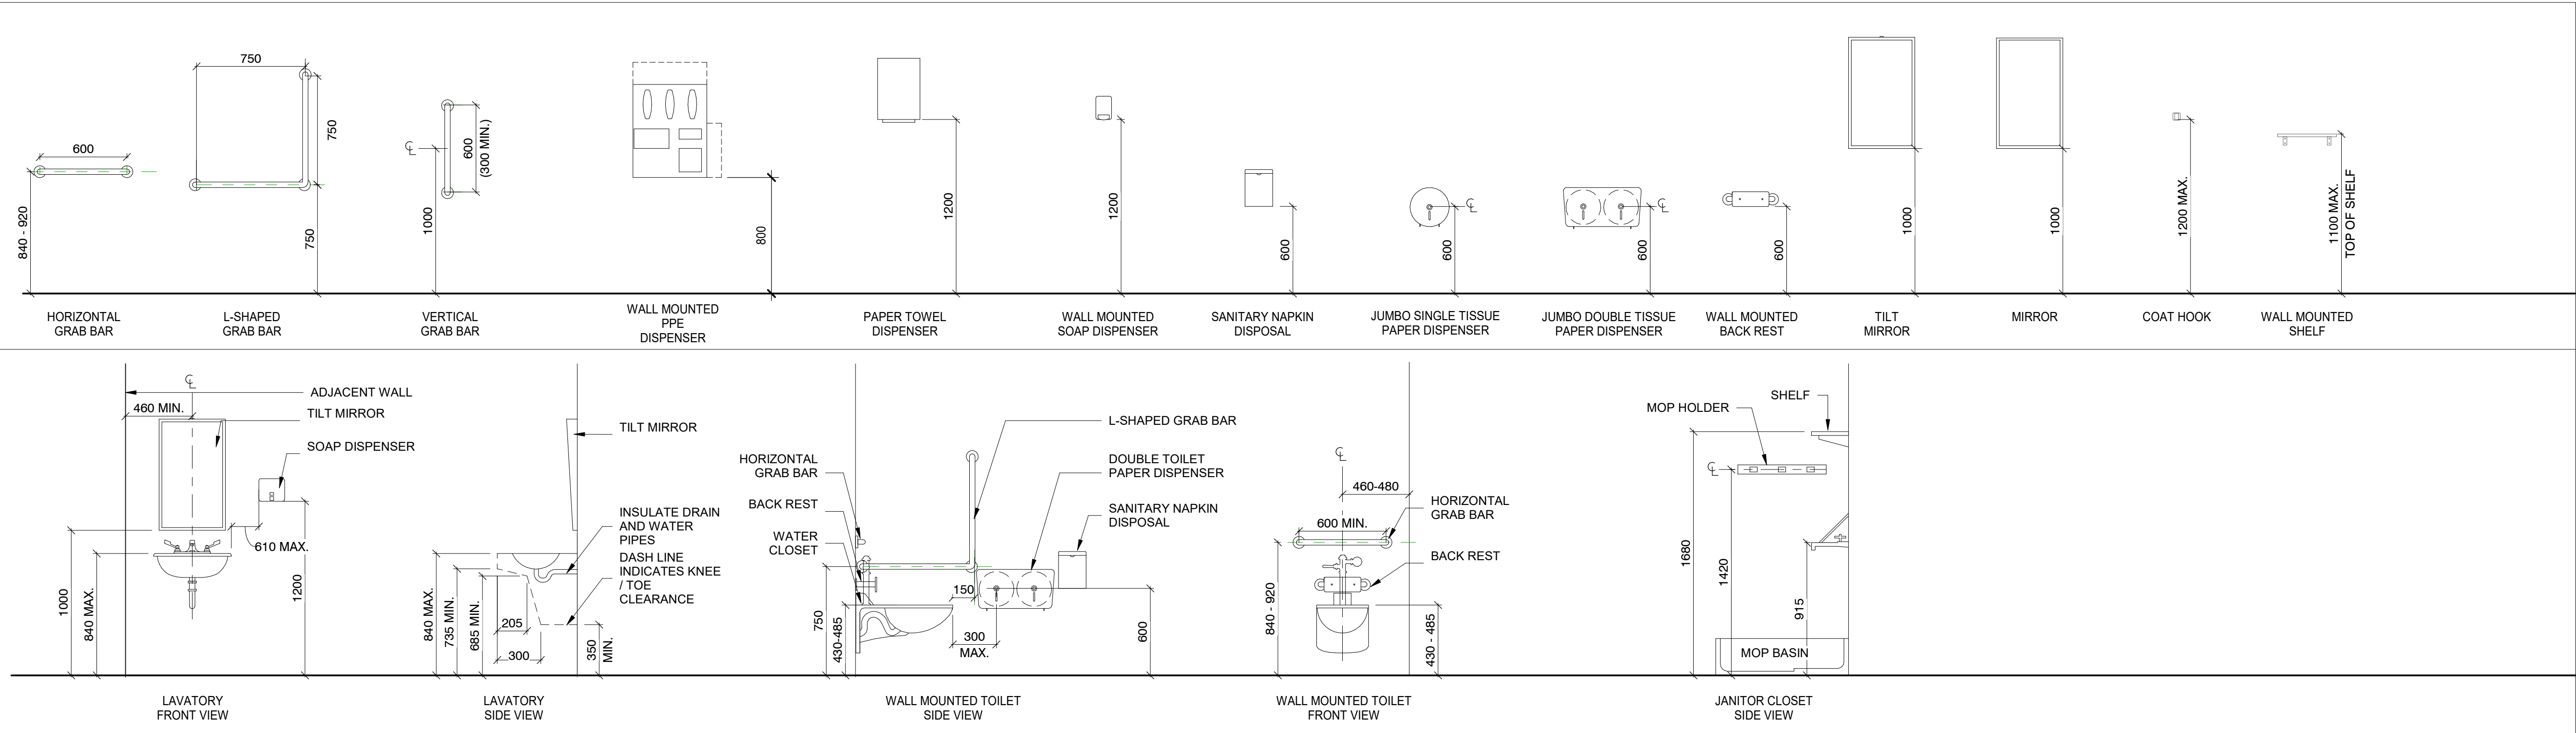 750
750
600
840 - 920
750
℄
600
(300 MIN.)
1000
800
1200
1200
600
℄
600
℄
600
600
1000
1000
1200 MAX.
1100 MAX.
TOP OF SHELF
HORIZONTAL
GRAB BAR
L-SHAPED
GRAB BAR
VERTICAL
GRAB BAR
WALL MOUNTED
PPE
DISPENSER
PAPER TOWEL
DISPENSER
WALL MOUNTED
SOAP DISPENSER
SANITARY NAPKIN
DISPOSAL
JUMBO SINGLE TISSUE
PAPER DISPENSER
JUMBO DOUBLE TISSUE
PAPER DISPENSER
WALL MOUNTED
BACK REST
TILT
MIRROR
MIRROR
COAT HOOK
WALL MOUNTED
SHELF
℄
ADJACENT WALL
460 MIN.
TILT MIRROR
SOAP DISPENSER
610 MAX.
1000
840 MAX.
1200
LAVATORY
FRONT VIEW
TILT MIRROR
INSULATE DRAIN
AND WATER
PIPES
DASH LINE
INDICATES KNEE
/ TOE
CLEARANCE
840 MAX.
735 MIN.
685 MIN.
205
300
350
MIN.
LAVATORY
SIDE VIEW
L-SHAPED GRAB BAR
HORIZONTAL
GRAB BAR
DOUBLE TOILET
PAPER DISPENSER
BACK REST
SANITARY NAPKIN
DISPOSAL
WATER
CLOSET
150
750
430-485
300
MAX.
600
WALL MOUNTED TOILET
SIDE VIEW
℄
460-480
HORIZONTAL
GRAB BAR
600 MIN.
BACK REST
840 - 920
430 - 485
WALL MOUNTED TOILET
FRONT VIEW
SHELF
MOP HOLDER
℄
1680
1420
915
MOP BASIN
JANITOR CLOSET
SIDE VIEW